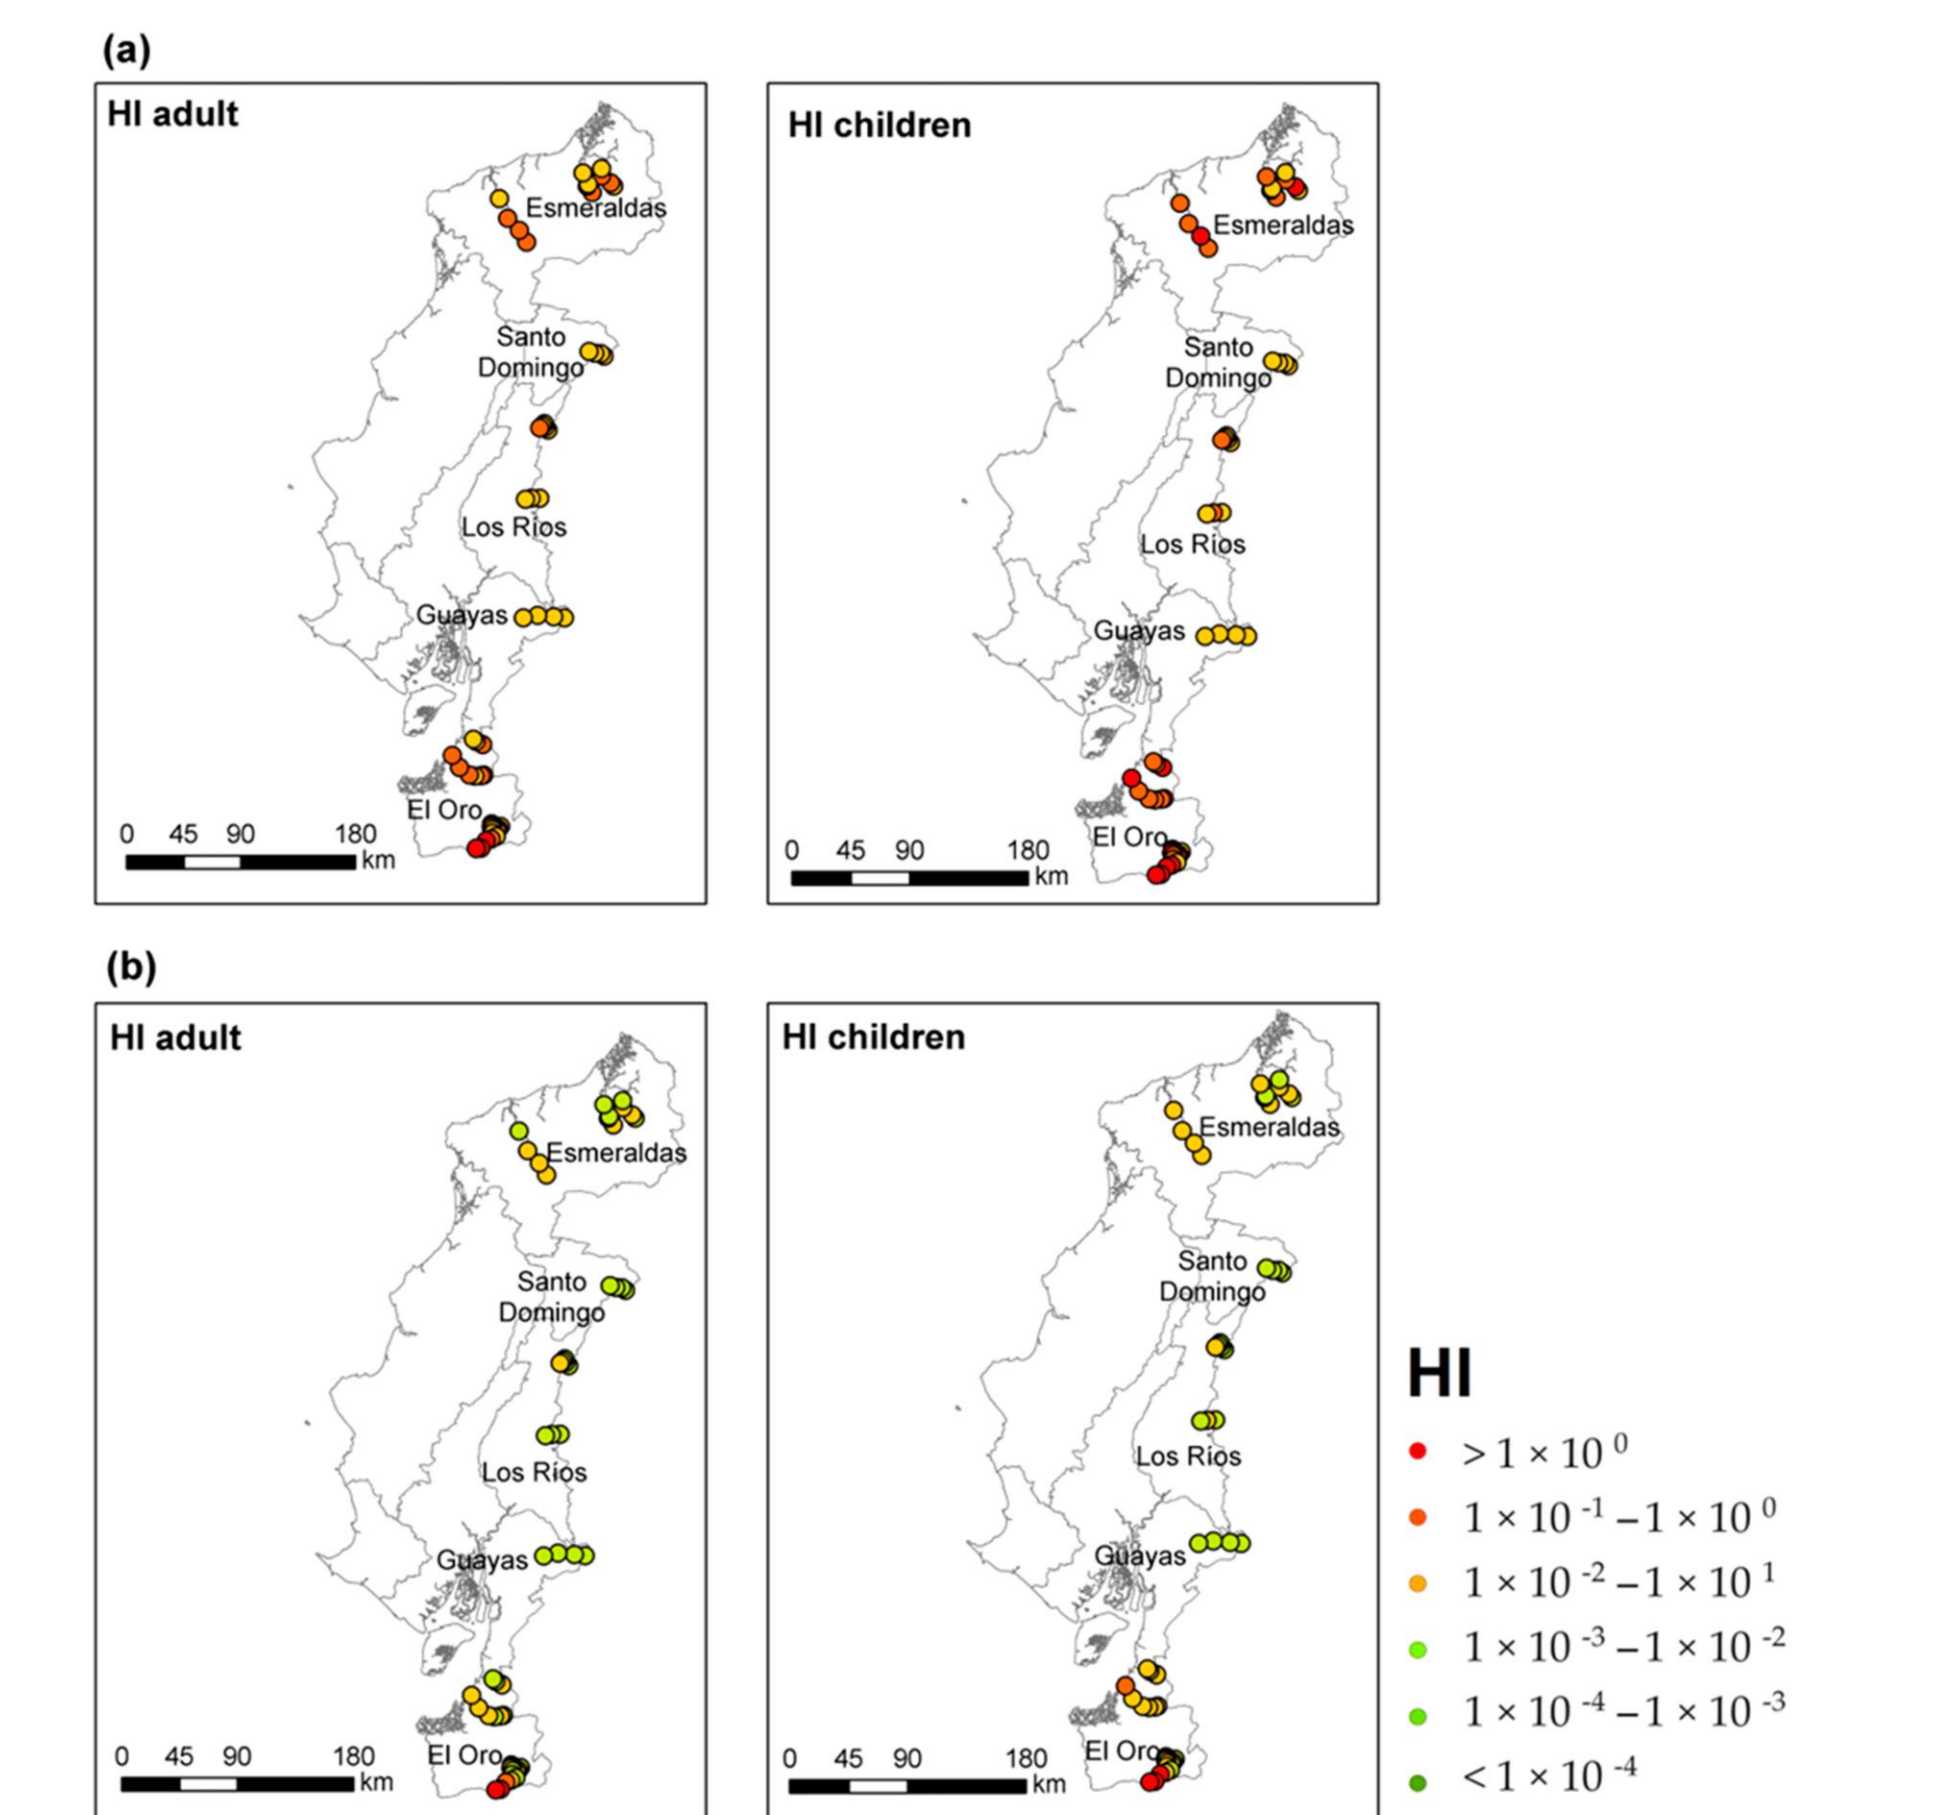 (a)
HI adult
Esmeraldas
Santo
Domingo
Los Ríos
Guayas
El Oro
0 45 90 180
km
HI children
Esmeraldas
Santo
Domingo
Los Ríos
Guayas
El Oro
0 45 90 180
km
(b)
HI adult
Esmeraldas
Santo
Domingo
Los Ríos
Guayas
El Oro
0 45 90 180
km
HI children
Esmeraldas
Santo
Domingo
Los Ríos
Guayas
El Oro
0 45 90 180
km
HI
> 1 × 10 ⁰
1 × 10 ⁻¹ – 1 × 10 ⁰
1 × 10 ⁻² – 1 × 10 ¹
1 × 10 ⁻³ – 1 × 10 ⁻²
1 × 10 ⁻⁴ – 1 × 10 ⁻³
< 1 × 10 ⁻⁴